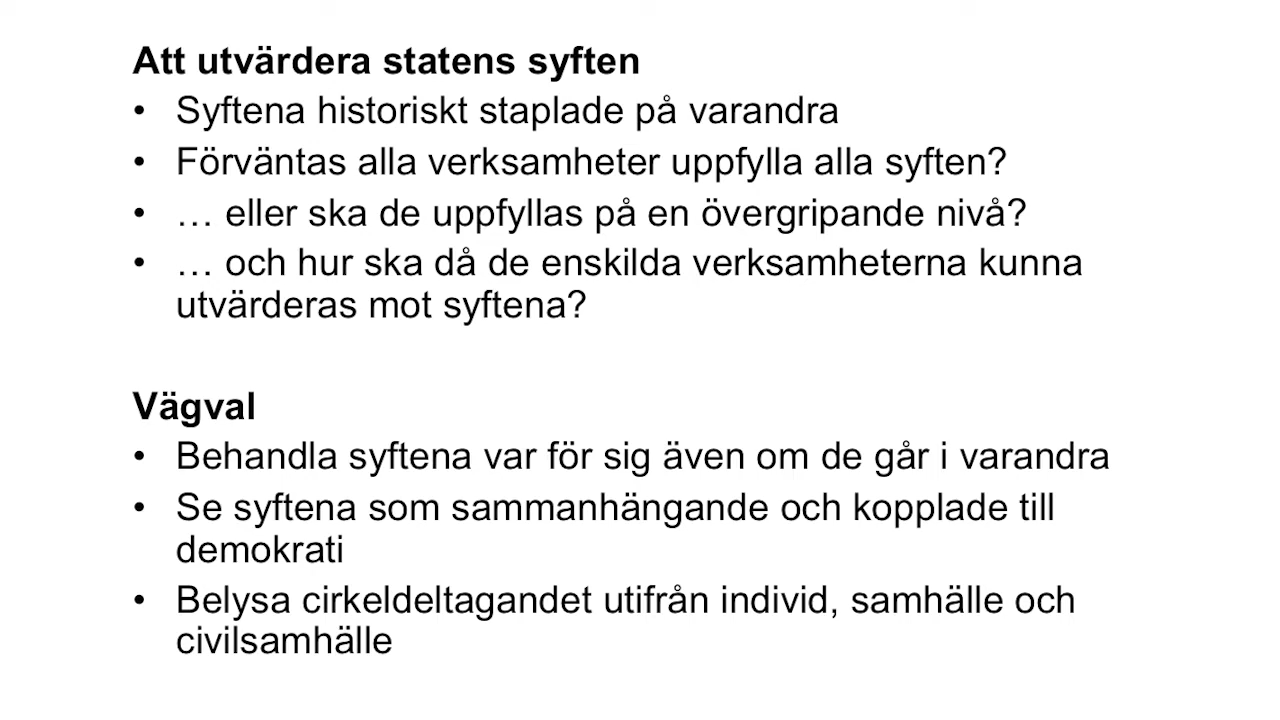 Att utvärdera statens syften
• Syftena historiskt staplade på varandra
• Förväntas alla verksamheter uppfylla alla syften?
• … eller ska de uppfyllas på en övergripande nivå?
• … och hur ska då de enskilda verksamheterna kunna
utvärderas mot syftena?
Vägval
• Behandla syftena var för sig även om de går i varandra
• Se syftena som sammanhängande och kopplade till
demokrati
• Belysa cirkeldeltagandet utifrån individ, samhälle och
civilsamhälle